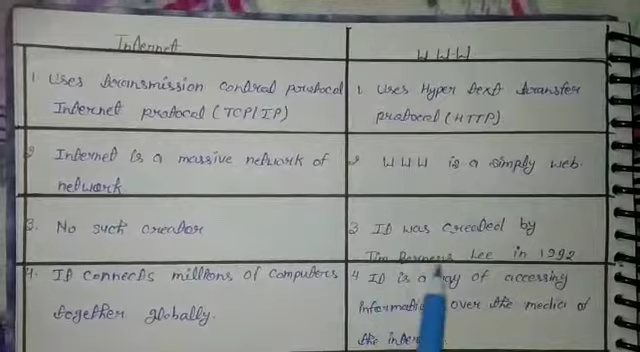 Internet
WWW
1. Uses transmission control protocol
Internet protocol (TCP/IP)
1. Uses Hyper text transfer
protocol (HTTP)
2 Internet is a massive network of
network
2 WWW is a simply web.
3. No such creator
3 It was created by
Tim Lee in 1992
4. It connects millions of computers
together globally.
4 It is a way of accessing
over the media of
the